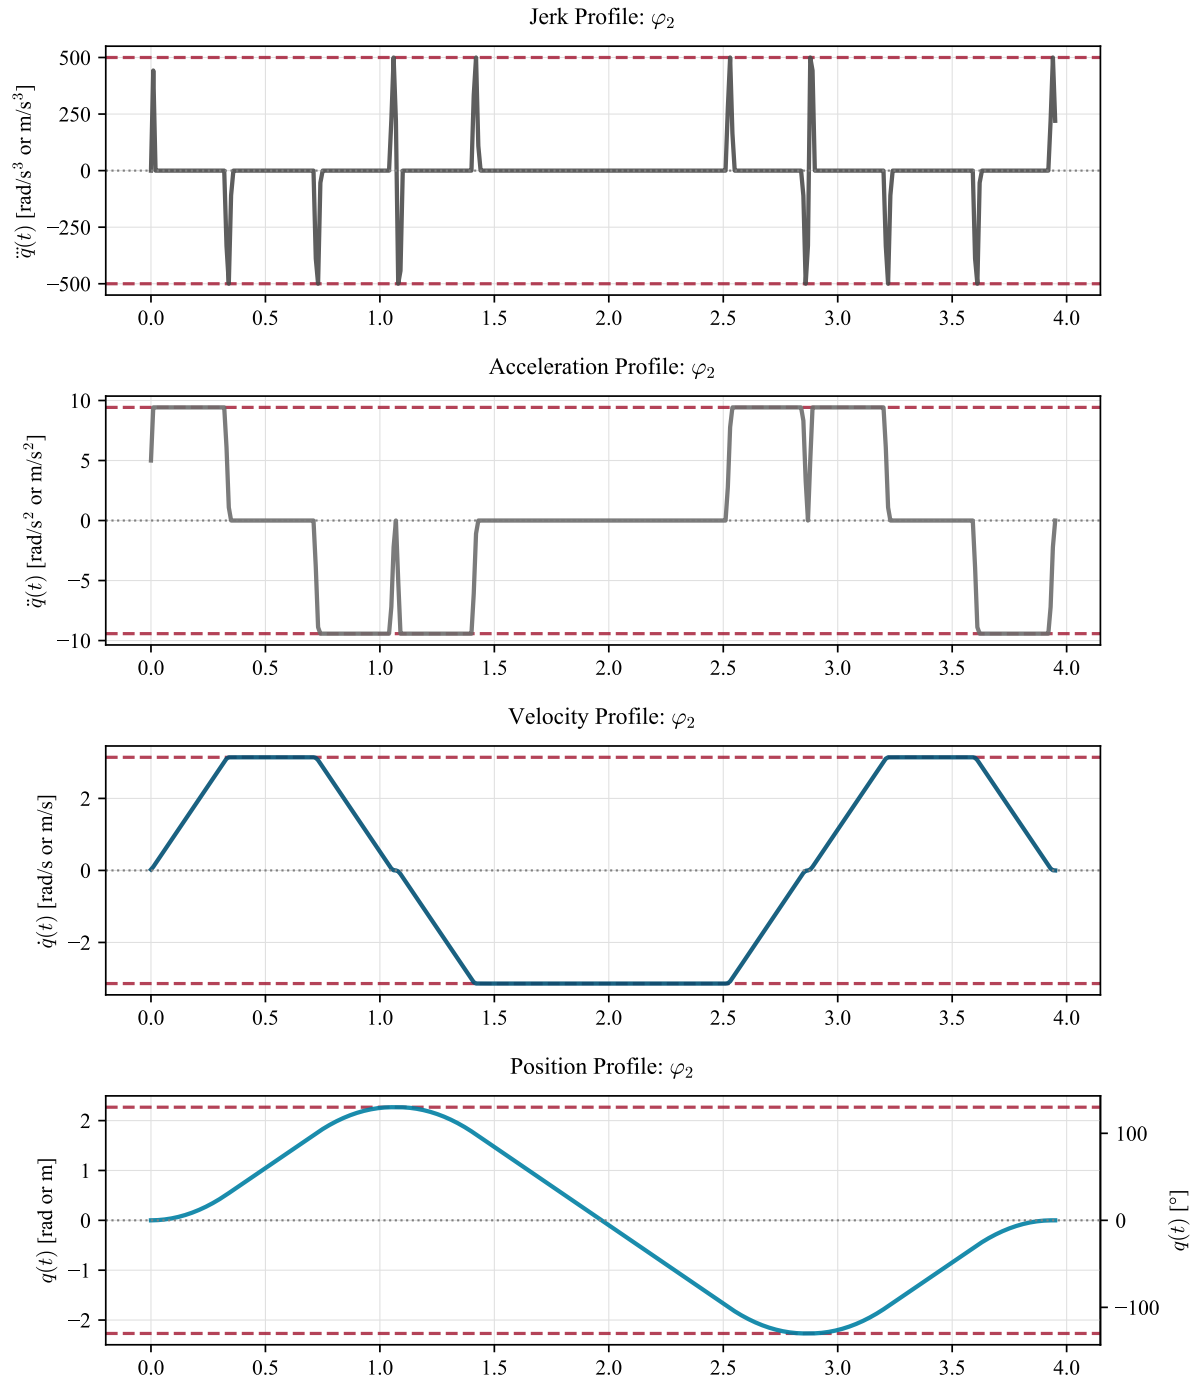 Jerk Profile: φ₂
q⃛(t) [rad/s³ or m/s³]
500
250
0
−250
−500
0.0 0.5 1.0 1.5 2.0 2.5 3.0 3.5 4.0
Acceleration Profile: φ₂
q̈(t) [rad/s² or m/s²]
10
5
0
−5
−10
0.0 0.5 1.0 1.5 2.0 2.5 3.0 3.5 4.0
Velocity Profile: φ₂
q̇(t) [rad/s or m/s]
2
0
−2
0.0 0.5 1.0 1.5 2.0 2.5 3.0 3.5 4.0
Position Profile: φ₂
q(t) [rad or m]
2
1
0
−1
−2
100
0
−100
q(t) [°]
0.0 0.5 1.0 1.5 2.0 2.5 3.0 3.5 4.0